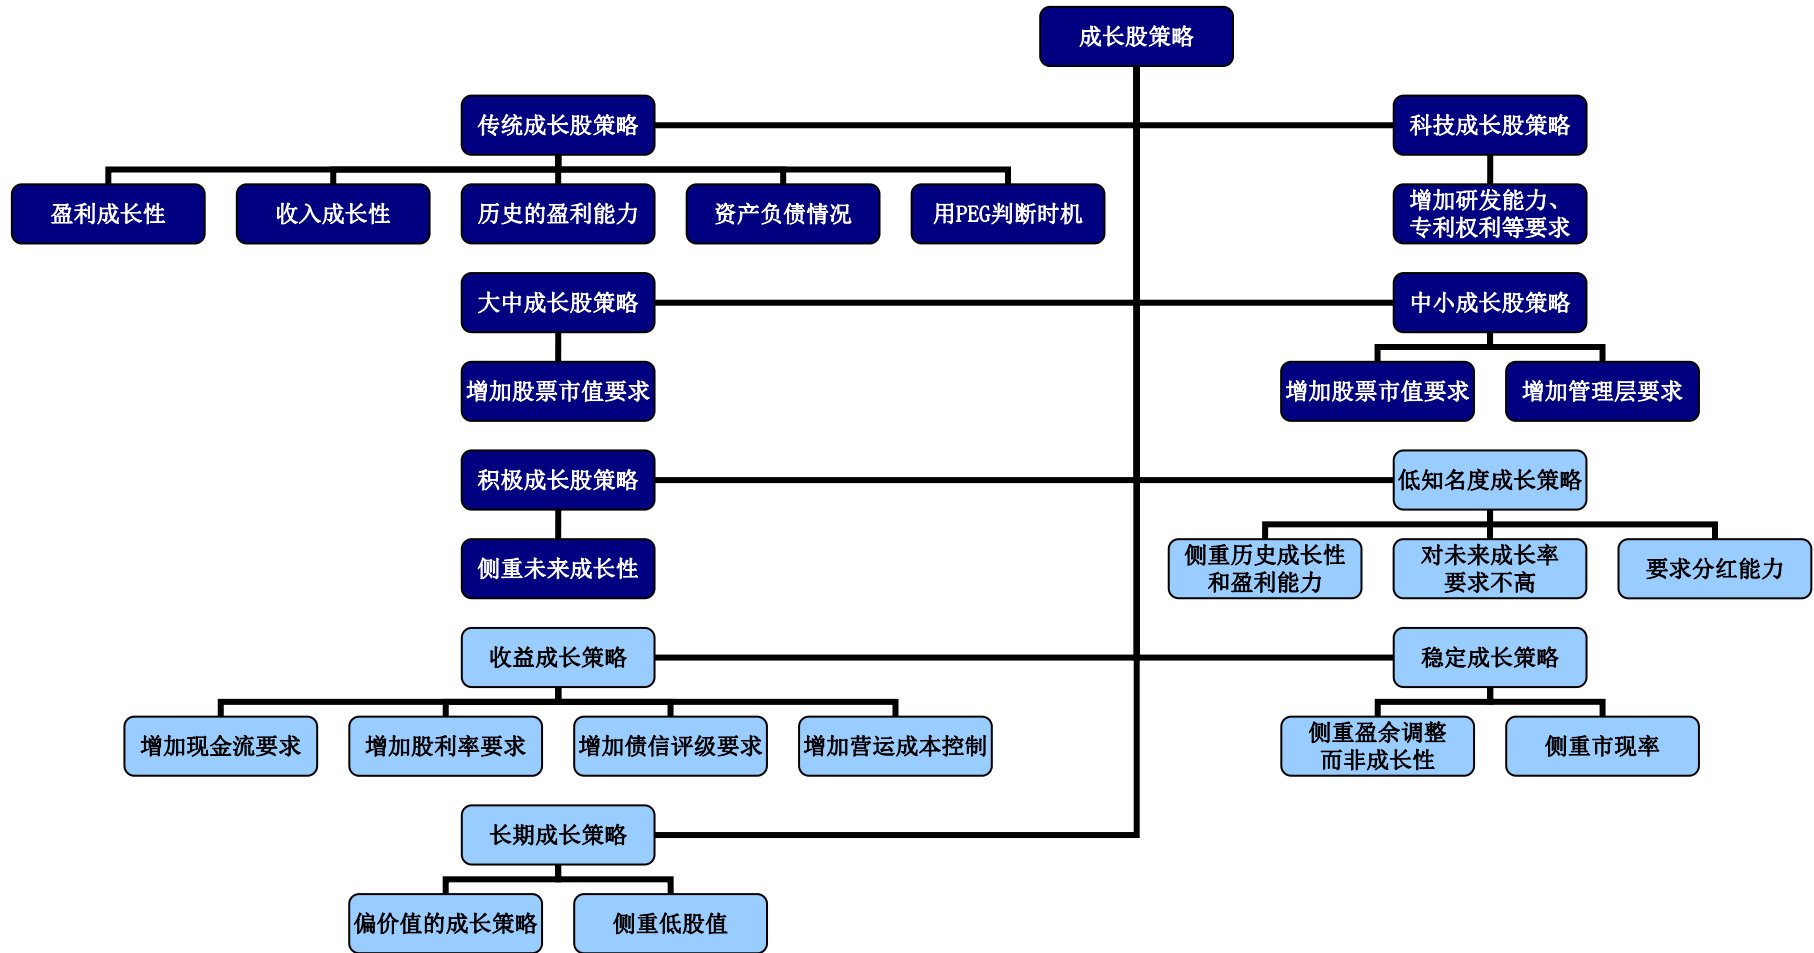 成长股策略
传统成长股策略
科技成长股策略
盈利成长性
收入成长性
历史的盈利能力
资产负债情况
用PEG判断时机
增加研发能力、
专利权利等要求
大中成长股策略
中小成长股策略
增加股票市值要求
增加股票市值要求
增加管理层要求
积极成长股策略
低知名度成长策略
侧重未来成长性
侧重历史成长性
和盈利能力
对未来成长率
要求不高
要求分红能力
收益成长策略
稳定成长策略
增加现金流要求
增加股利率要求
增加债信评级要求
增加营运成本控制
侧重盈余调整
而非成长性
侧重市现率
长期成长策略
偏价值的成长策略
侧重低股值